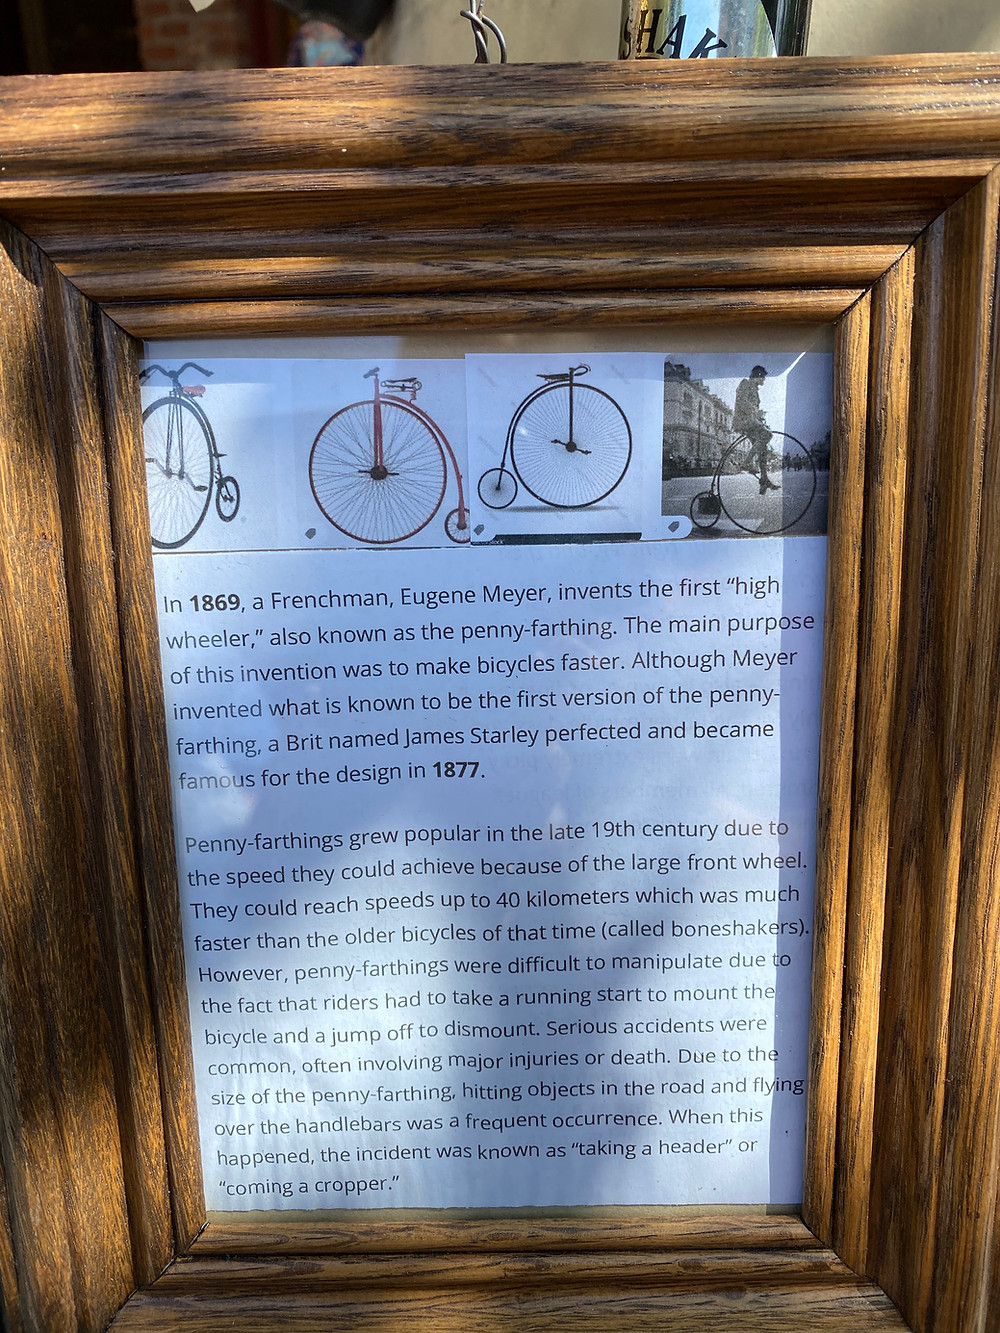 SHAK
In 1869, a Frenchman, Eugene Meyer, invents the first “high
wheeler,” also known as the penny-farthing. The main purpose
of this invention was to make bicycles faster. Although Meyer
invented what is known to be the first version of the penny-
farthing, a Brit named James Starley perfected and became
famous for the design in 1877.
Penny-farthings grew popular in the late 19th century due to
the speed they could achieve because of the large front wheel.
They could reach speeds up to 40 kilometers which was much
faster than the older bicycles of that time (called boneshakers).
However, penny-farthings were difficult to manipulate due to
the fact that riders had to take a running start to mount the
bicycle and a jump off to dismount. Serious accidents were
common, often involving major injuries or death. Due to the
size of the penny-farthing, hitting objects in the road and flying
over the handlebars was a frequent occurrence. When this
happened, the incident was known as “taking a header” or
“coming a cropper.”